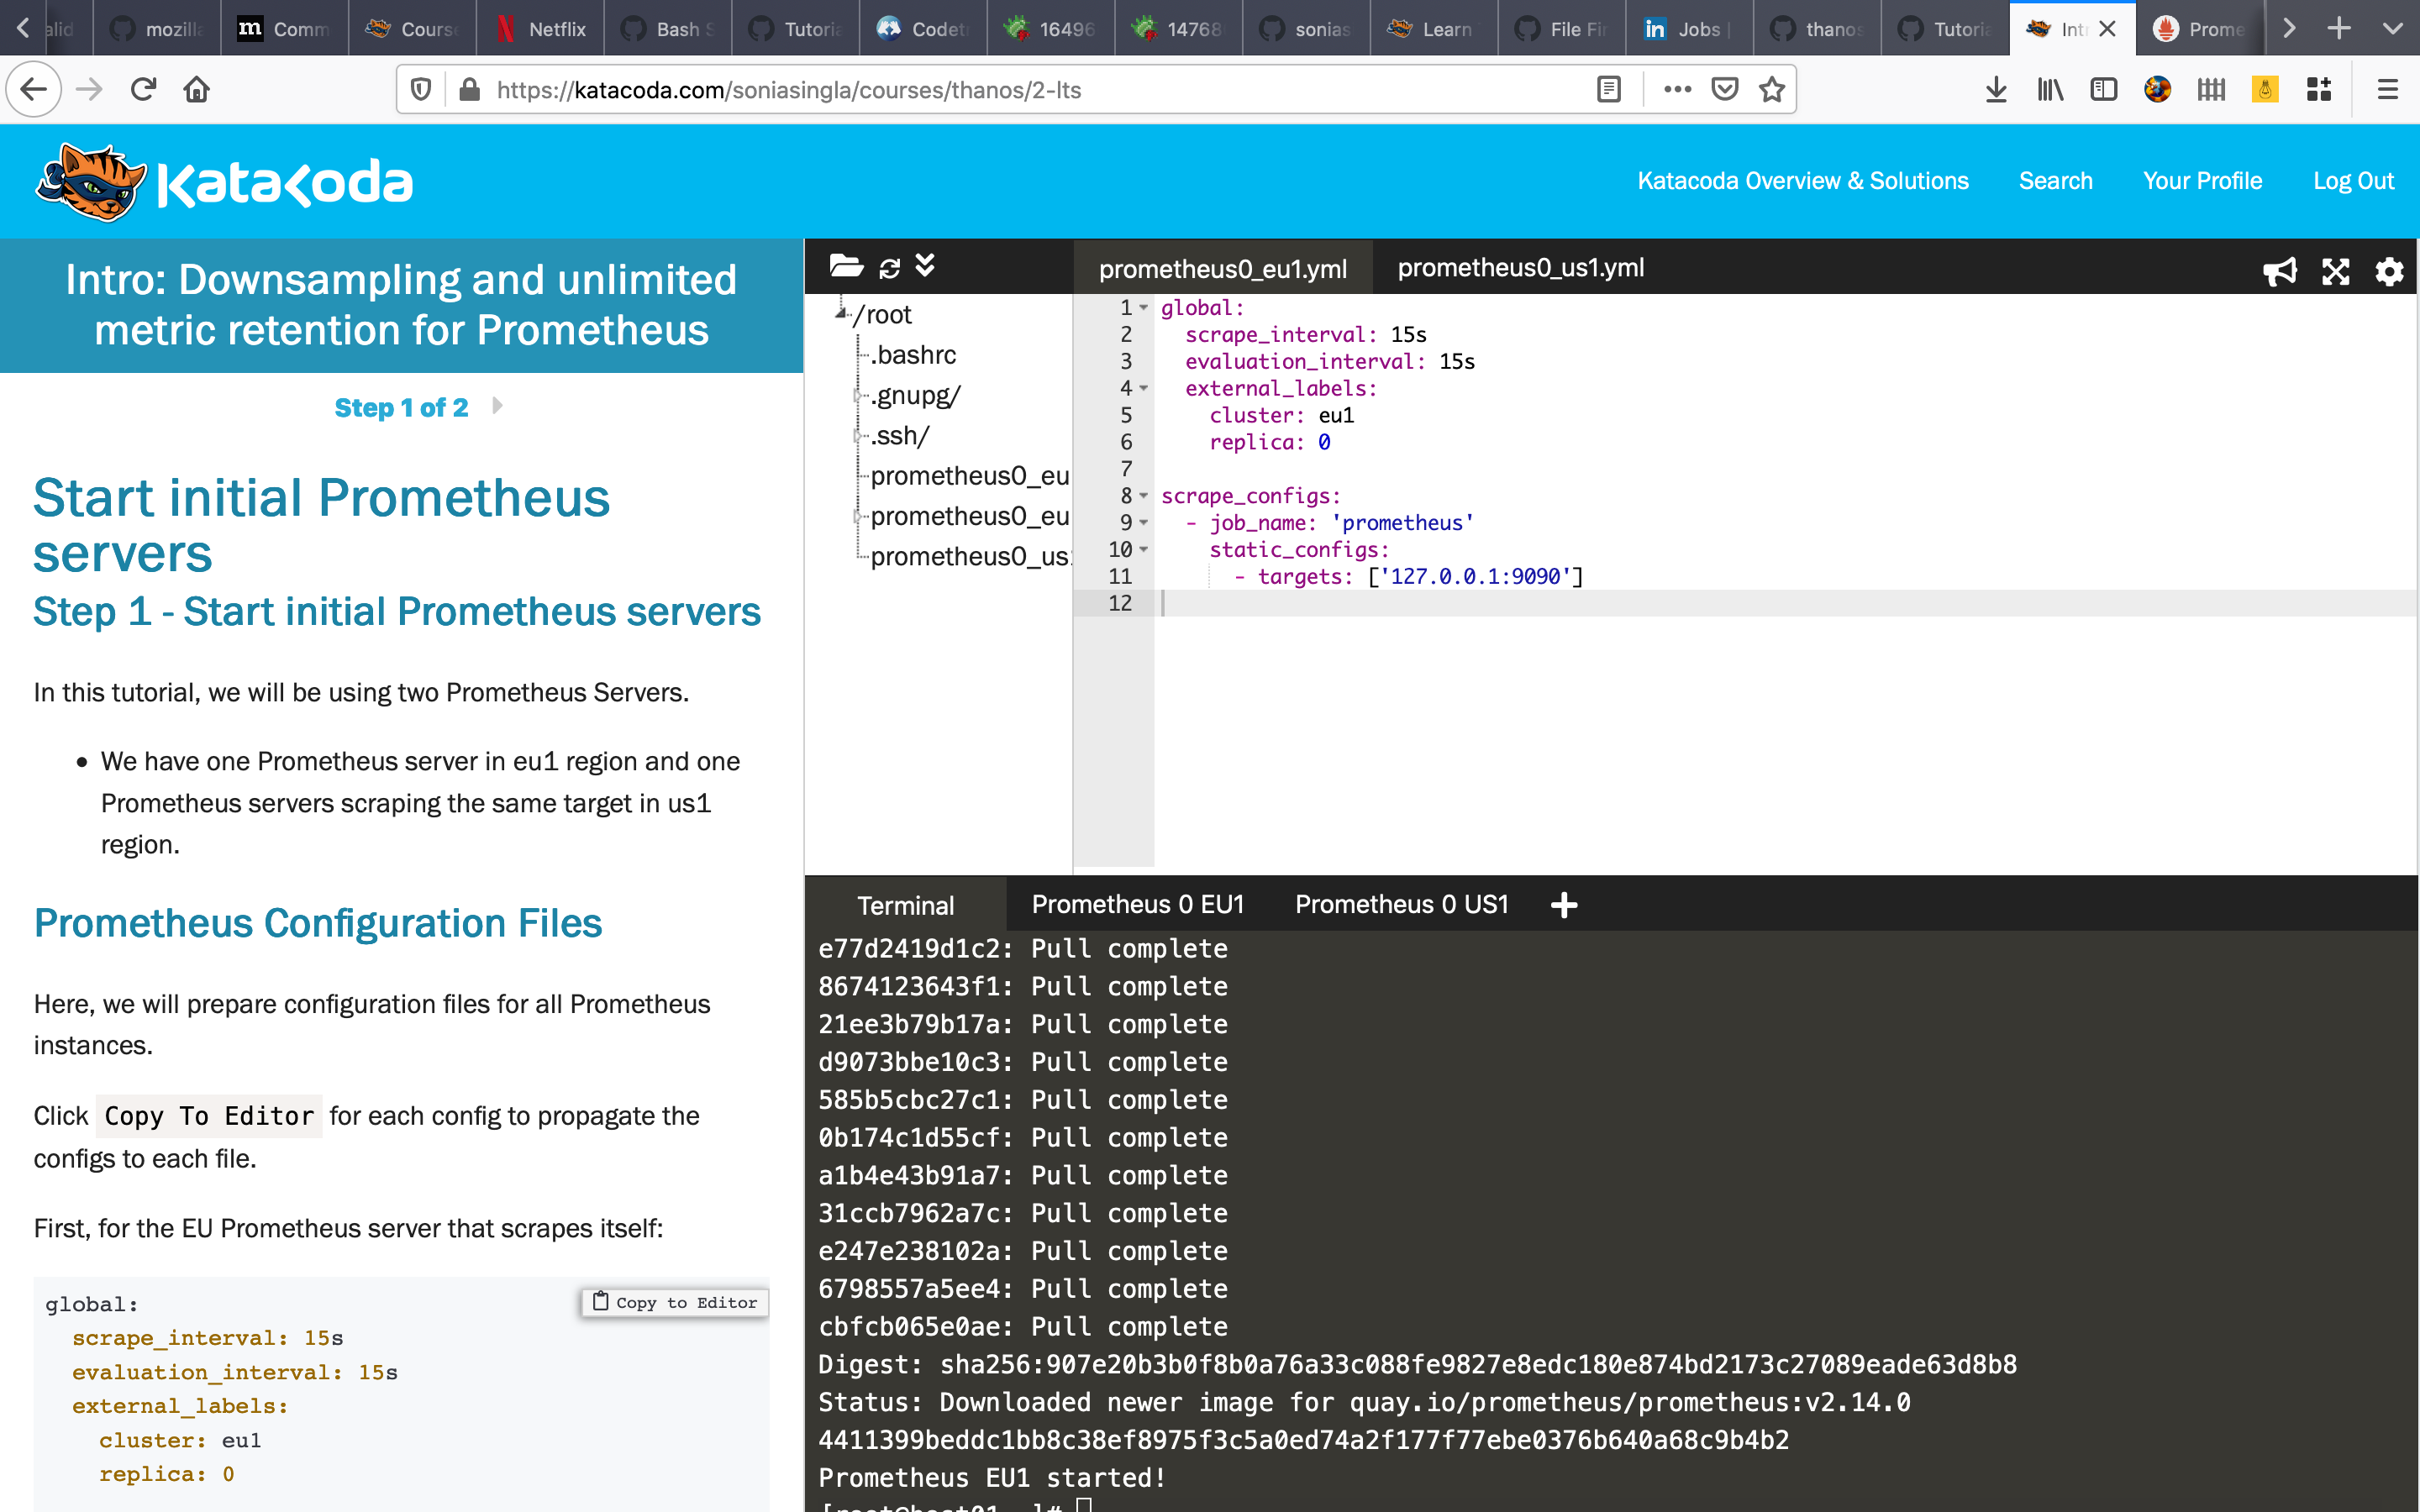 alid
mozilla
m Comm
Course
Netflix
Bash S
Tutoria
Codet
16496
14768
sonias
Learn
File Fin
in Jobs |
thanos
Tutoria
Int
Prome
https://katacoda.com/soniasingla/courses/thanos/2-lts
Katacoda
Katacoda Overview & Solutions
Search
Your Profile
Log Out
Intro: Downsampling and unlimited
metric retention for Prometheus
Step 1 of 2
Start initial Prometheus
servers
Step 1 - Start initial Prometheus servers
In this tutorial, we will be using two Prometheus Servers.
• We have one Prometheus server in eu1 region and one
Prometheus servers scraping the same target in us1
region.
Prometheus Configuration Files
Here, we will prepare configuration files for all Prometheus
instances.
Click Copy To Editor for each config to propagate the
configs to each file.
First, for the EU Prometheus server that scrapes itself:
Copy to Editor
global:
  scrape_interval: 15s
  evaluation_interval: 15s
  external_labels:
    cluster: eu1
    replica: 0
/root
.bashrc
.gnupg/
.ssh/
prometheus0_eu
prometheus0_eu
prometheus0_us1
prometheus0_eu1.yml
prometheus0_us1.yml
1 global:
2   scrape_interval: 15s
3   evaluation_interval: 15s
4   external_labels:
5     cluster: eu1
6     replica: 0
7
8 scrape_configs:
9   - job_name: 'prometheus'
10     static_configs:
11       - targets: ['127.0.0.1:9090']
12
Terminal
Prometheus 0 EU1
Prometheus 0 US1
e77d2419d1c2: Pull complete
8674123643f1: Pull complete
21ee3b79b17a: Pull complete
d9073bbe10c3: Pull complete
585b5cbc27c1: Pull complete
0b174c1d55cf: Pull complete
a1b4e43b91a7: Pull complete
31ccb7962a7c: Pull complete
e247e238102a: Pull complete
6798557a5ee4: Pull complete
cbfcb065e0ae: Pull complete
Digest: sha256:907e20b3b0f8b0a76a33c088fe9827e8edc180e874bd2173c27089eade63d8b8
Status: Downloaded newer image for quay.io/prometheus/prometheus:v2.14.0
4411399beddc1bb8c38ef8975f3c5a0ed74a2f177f77ebe0376b640a68c9b4b2
Prometheus EU1 started!